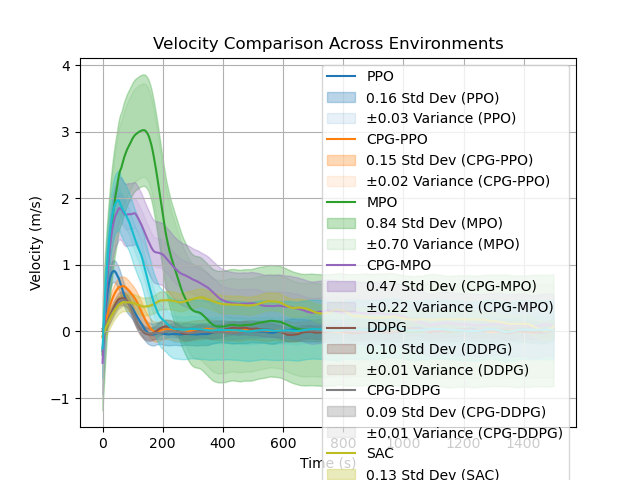 Velocity Comparison Across Environments
Velocity (m/s)
4
3
2
1
0
−1
0
200
400
600
800
1000
1200
1400
Time (s)
PPO
0.16 Std Dev (PPO)
±0.03 Variance (PPO)
CPG-PPO
0.15 Std Dev (CPG-PPO)
±0.02 Variance (CPG-PPO)
MPO
0.84 Std Dev (MPO)
±0.70 Variance (MPO)
CPG-MPO
0.47 Std Dev (CPG-MPO)
±0.22 Variance (CPG-MPO)
DDPG
0.10 Std Dev (DDPG)
±0.01 Variance (DDPG)
CPG-DDPG
0.09 Std Dev (CPG-DDPG)
±0.01 Variance (CPG-DDPG)
SAC
0.13 Std Dev (SAC)